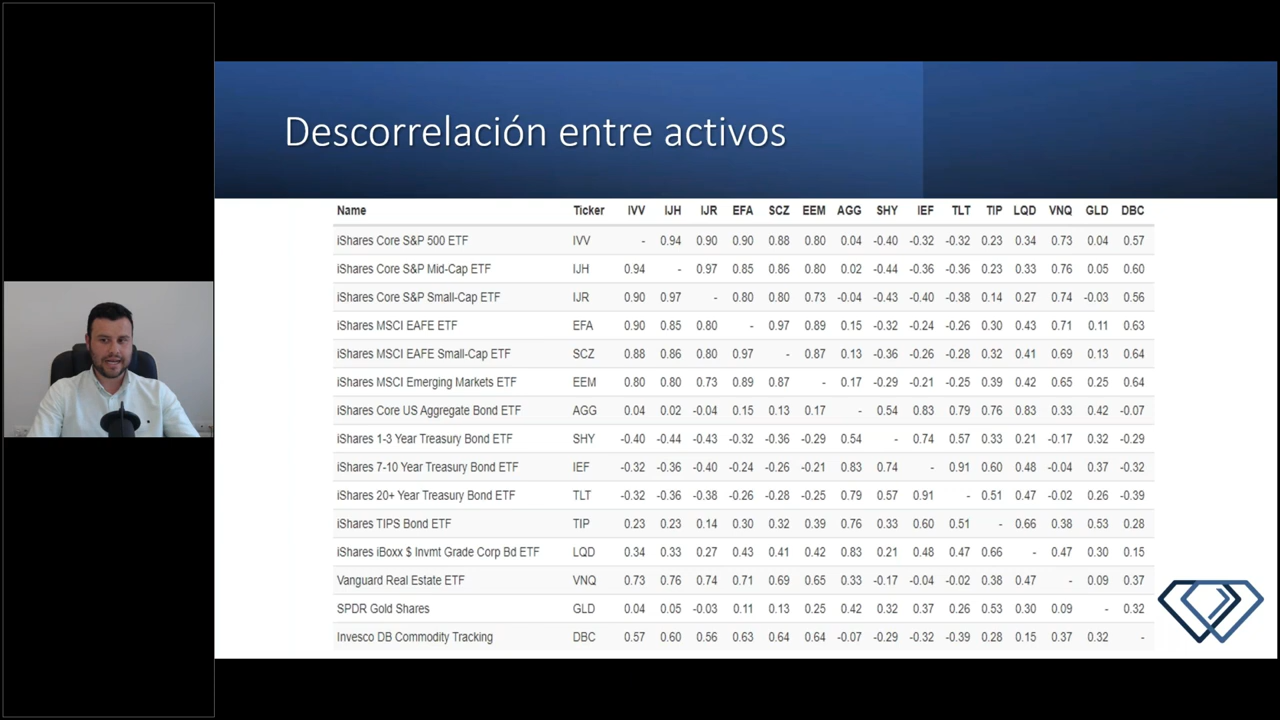 Descorrelación entre activos
Name Ticker IVV IJH IJR EFA SCZ EEM AGG SHY IEF TLT TIP LQD VNQ GLD DBC
iShares Core S&P 500 ETF IVV - 0.94 0.90 0.90 0.88 0.80 0.04 -0.40 -0.32 -0.32 0.23 0.34 0.73 0.04 0.57
iShares Core S&P Mid-Cap ETF IJH 0.94 - 0.97 0.85 0.86 0.80 0.02 -0.44 -0.36 -0.36 0.23 0.33 0.76 0.05 0.60
iShares Core S&P Small-Cap ETF IJR 0.90 0.97 - 0.80 0.80 0.73 -0.04 -0.43 -0.40 -0.38 0.14 0.27 0.74 -0.03 0.56
iShares MSCI EAFE ETF EFA 0.90 0.85 0.80 - 0.97 0.89 0.15 -0.32 -0.24 -0.26 0.30 0.43 0.71 0.11 0.63
iShares MSCI EAFE Small-Cap ETF SCZ 0.88 0.86 0.80 0.97 - 0.87 0.13 -0.36 -0.26 -0.28 0.32 0.41 0.69 0.13 0.64
iShares MSCI Emerging Markets ETF EEM 0.80 0.80 0.73 0.89 0.87 - 0.17 -0.29 -0.21 -0.25 0.39 0.42 0.65 0.25 0.64
iShares Core US Aggregate Bond ETF AGG 0.04 0.02 -0.04 0.15 0.13 0.17 - 0.54 0.83 0.79 0.76 0.83 0.33 0.42 -0.07
iShares 1-3 Year Treasury Bond ETF SHY -0.40 -0.44 -0.43 -0.32 -0.36 -0.29 0.54 - 0.74 0.57 0.33 0.21 -0.17 0.32 -0.29
iShares 7-10 Year Treasury Bond ETF IEF -0.32 -0.36 -0.40 -0.24 -0.26 -0.21 0.83 0.74 - 0.91 0.60 0.48 -0.04 0.37 -0.32
iShares 20+ Year Treasury Bond ETF TLT -0.32 -0.36 -0.38 -0.26 -0.28 -0.25 0.79 0.57 0.91 - 0.51 0.47 -0.02 0.26 -0.39
iShares TIPS Bond ETF TIP 0.23 0.23 0.14 0.30 0.32 0.39 0.76 0.33 0.60 0.51 - 0.66 0.38 0.53 0.28
iShares iBoxx $ Invmt Grade Corp Bd ETF LQD 0.34 0.33 0.27 0.43 0.41 0.42 0.83 0.21 0.48 0.47 0.66 - 0.47 0.30 0.15
Vanguard Real Estate ETF VNQ 0.73 0.76 0.74 0.71 0.69 0.65 0.33 -0.17 -0.04 -0.02 0.38 0.47 - 0.09 0.37
SPDR Gold Shares GLD 0.04 0.05 -0.03 0.11 0.13 0.25 0.42 0.32 0.37 0.26 0.53 0.30 0.09 - 0.32
Invesco DB Commodity Tracking DBC 0.57 0.60 0.56 0.63 0.64 0.64 -0.07 -0.29 -0.32 -0.39 0.28 0.15 0.37 0.32 -